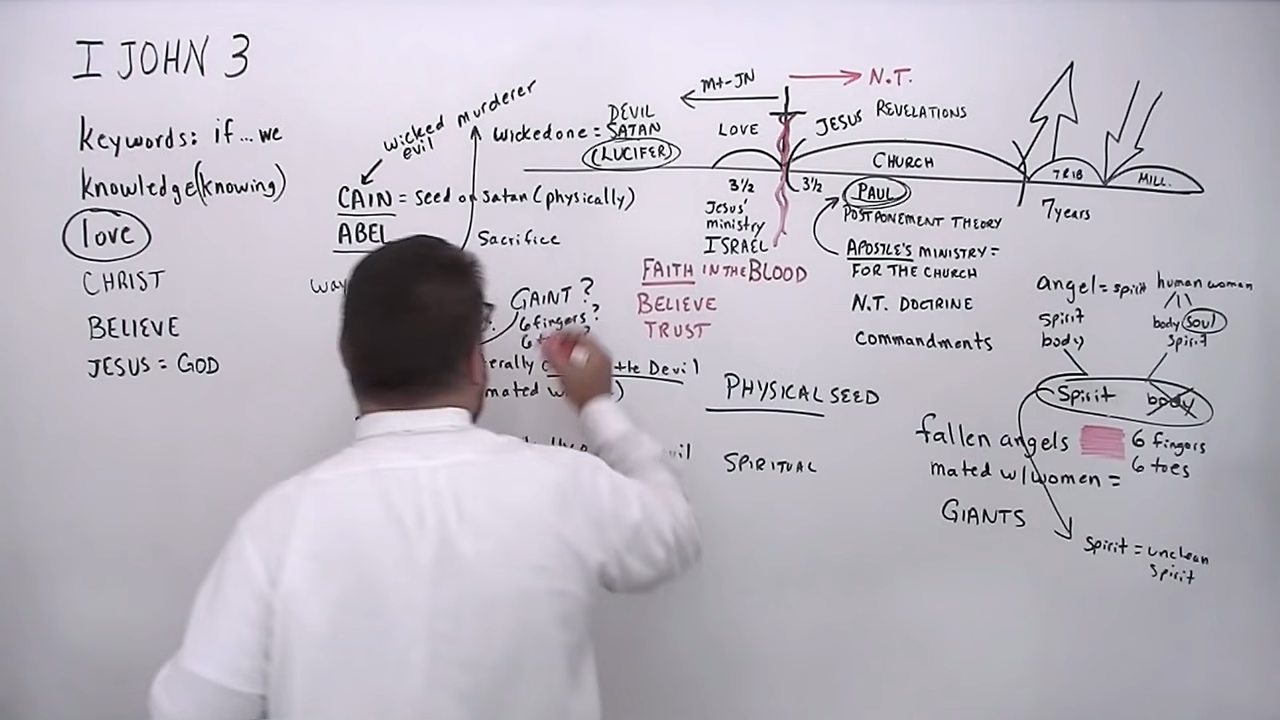 I JOHN 3
Keywords: if...we
Knowledge (knowing)
love
CHRIST
BELIEVE
JESUS = GOD
wicked murderer
evil
CAIN = seed of Satan (physically)
ABEL
Sacrifice
way
GAINT?
6 fingers?
6 toes?
erally
the Devil
mated w
wicked one = SATAN
DEVIL
(LUCIFER)
Mt-JN
N.T.
LOVE
JESUS REVELATIONS
CHURCH
TRIB
MILL.
3½
3½
7 years
Jesus'
ministry
ISRAEL
PAUL
POSTPONEMENT THEORY
APOSTLE'S MINISTRY =
FOR THE CHURCH
N.T. DOCTRINE
Commandments
FAITH IN THE BLOOD
BELIEVE
TRUST
PHYSICAL SEED
SPIRITUAL
angel = spirit
spirit
body
human woman
body soul
spirit
Spirit body
fallen angels 6 fingers
6 toes
mated w/women =
GIANTS
Spirit = unclean
spirit